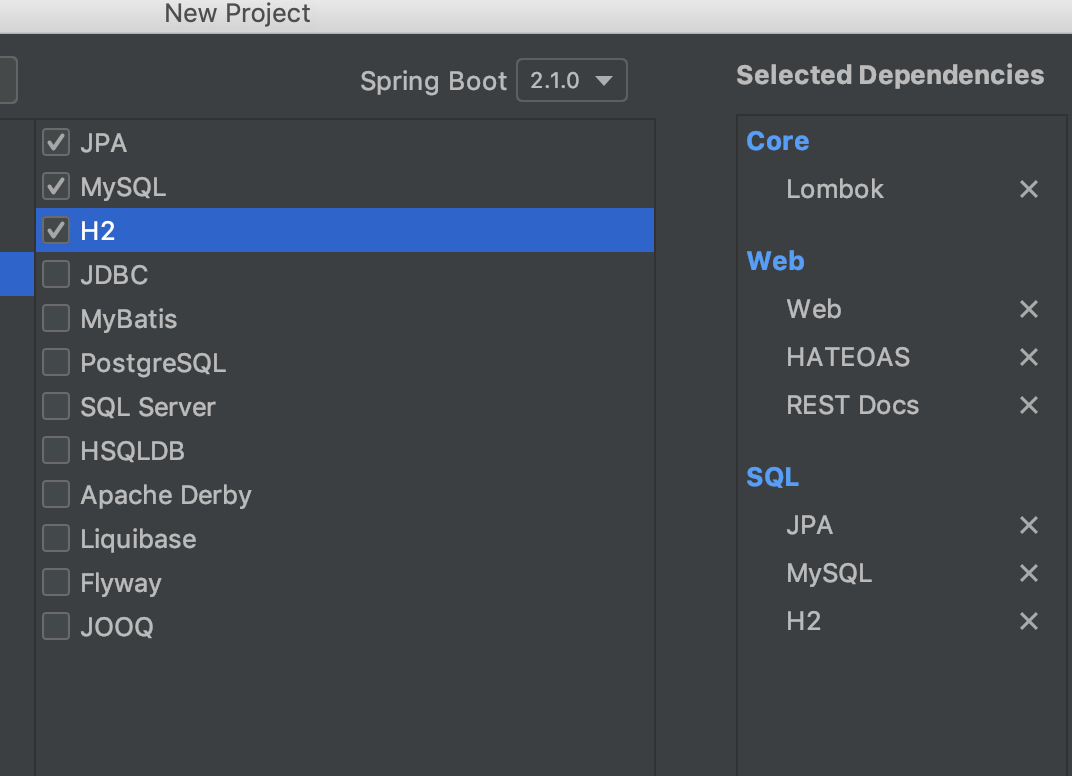 New Project
Spring Boot 2.1.0
JPA
MySQL
H2
JDBC
MyBatis
PostgreSQL
SQL Server
HSQLDB
Apache Derby
Liquibase
Flyway
JOOQ
Selected Dependencies
Core
Lombok
Web
Web
HATEOAS
REST Docs
SQL
JPA
MySQL
H2